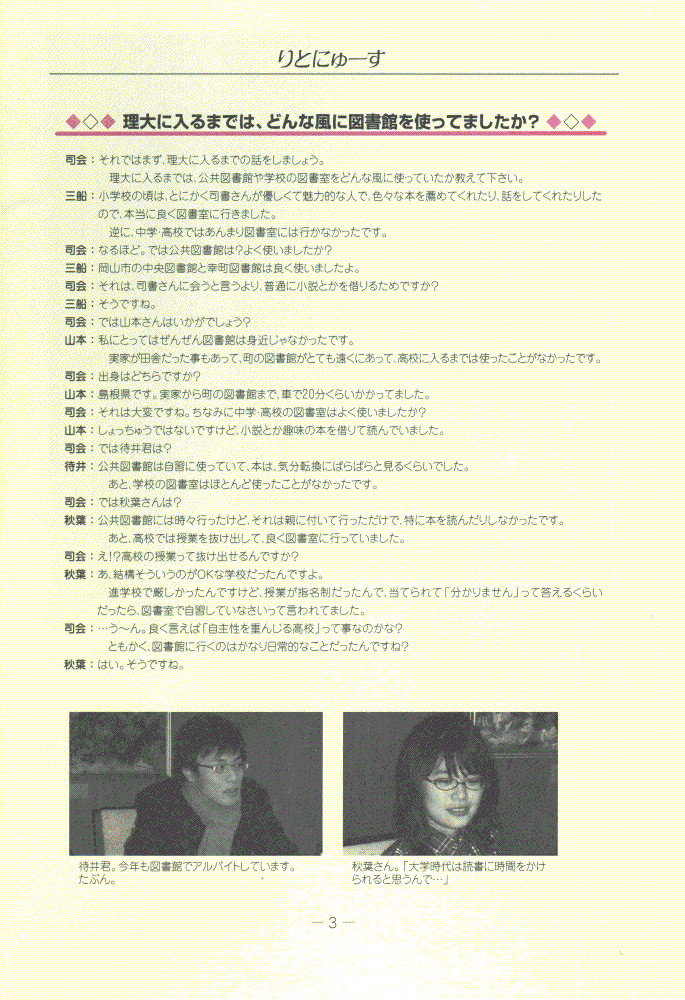 りとにゅーす
◆◇◆ 理大に入るまでは、どんな風に図書館を使ってましたか? ◆◇◆
司会：それではまず、理大に入るまでの話をしましょう。
理大に入るまでは、公共図書館や学校の図書室をどんな風に使っていたか教えて下さい。
三船：小学校の頃は、とにかく司書さんが優しくて魅力的な人で、色々な本を薦めてくれたり、話をしてくれたりした
ので、本当に良く図書室に行きました。
逆に、中学・高校ではあんまり図書室には行かなかったです。
司会：なるほど。では公共図書館は?よく使いましたか?
三船：岡山市の中央図書館と幸町図書館は良く使いましたよ。
司会：それは、司書さんに会うと言うより、普通に小説とかを借りるためですか?
三船：そうですね。
司会：では山本さんはいかがでしょう?
山本：私にとってはぜんぜん図書館は身近じゃなかったです。
実家が田舎だった事もあって、町の図書館がとても遠くにあって、高校に入るまでは使ったことがなかったです。
司会：出身はどちらですか?
山本：島根県です。実家から町の図書館まで、車で20分くらいかかってました。
司会：それは大変ですね。ちなみに中学・高校の図書室はよく使いましたか?
山本：しょっちゅうではないですけど、小説とか趣味の本を借りて読んでいました。
司会：では待井君は?
待井：公共図書館は自習に使っていて、本は、気分転換にぱらぱらと見るくらいでした。
あと、学校の図書室はほとんど使ったことがなかったです。
司会：では秋葉さんは?
秋葉：公共図書館には時々行ったけど、それは親に付いて行っただけで、特に本を読んだりしなかったです。
あと、高校では授業を抜け出して、良く図書室に行っていました。
司会：え!?高校の授業って抜け出せるんですか?
秋葉：あ、結構そういうのがOKな学校だったんですよ。
進学校で厳しかったんですけど、授業が指名制だったんで、当てられて「分かりません」って答えるくらい
だったら、図書室で自習していなさいって言われてました。
司会：…う〜ん。良く言えば「自主性を重んじる高校」って事なのかな?
ともかく、図書館に行くのはかなり日常的なことだったんですね?
秋葉：はい。そうですね。
待井君。今年も図書館でアルバイトしています。
たぶん。
秋葉さん。「大学時代は読書に時間をかけ
られると思うんで…」
― 3 ―